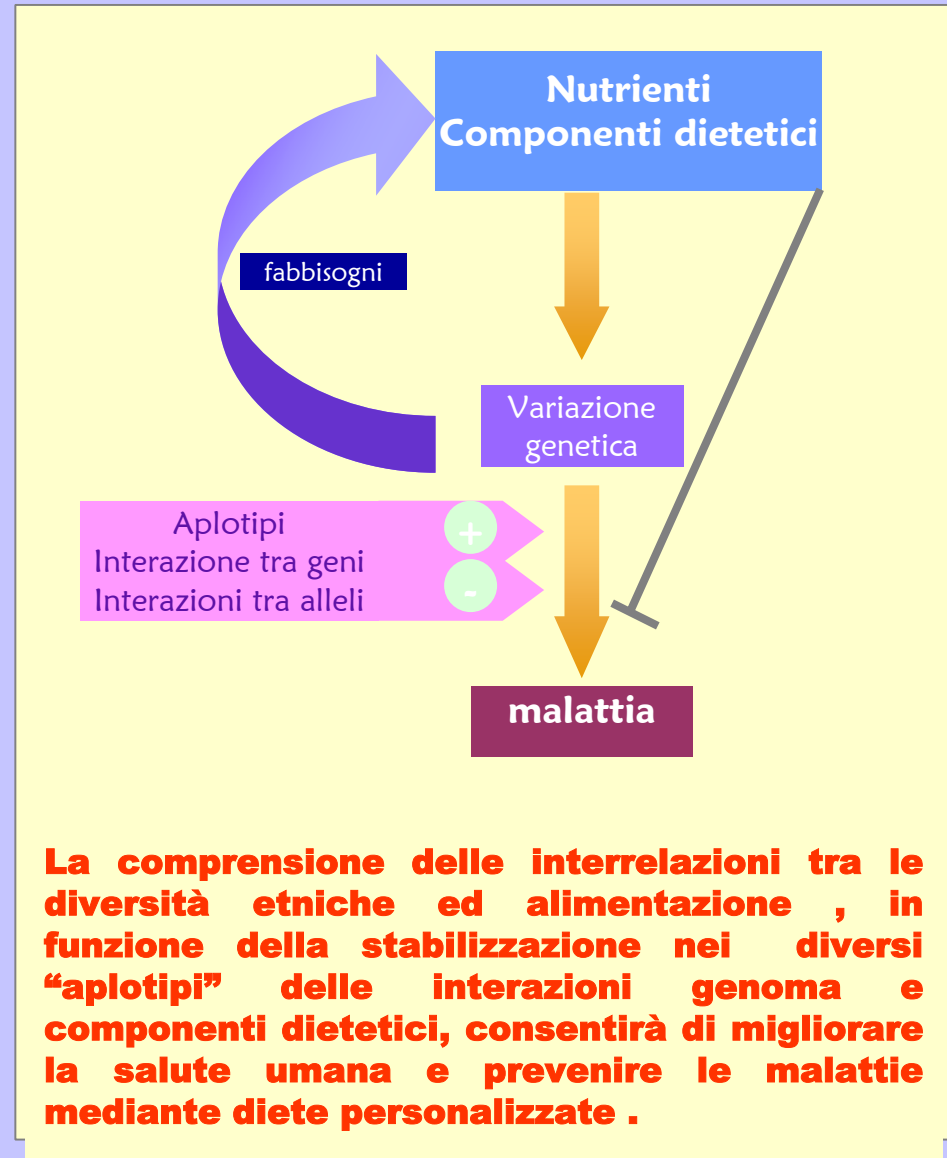 Nutrienti
Componenti dietetici
fabbisogni
Variazione
genetica
Aplotipi
Interazione tra geni
Interazioni tra alleli
+
-
malattia
La comprensione delle interrelazioni tra le
diversità etniche ed alimentazione , in
funzione della stabilizzazione nei diversi
“aplotipi” delle interazioni genoma e
componenti dietetici, consentirà di migliorare
la salute umana e prevenire le malattie
mediante diete personalizzate .